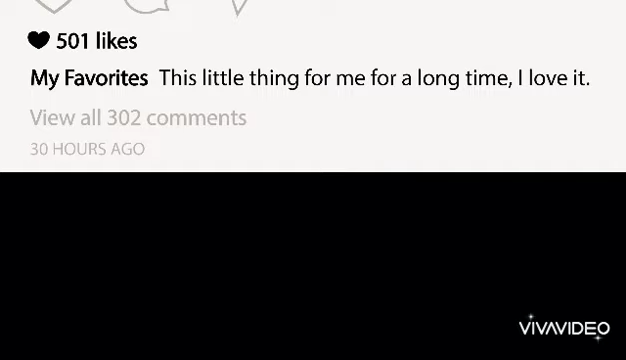 501 likes
My Favorites This little thing for me for a long time, I love it.
View all 302 comments
30 HOURS AGO
VIVAVIDEO